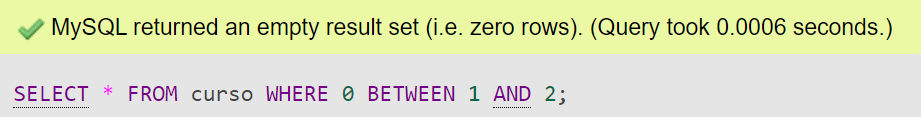 MySQL returned an empty result set (i.e. zero rows). (Query took 0.0006 seconds.)
SELECT * FROM curso WHERE 0 BETWEEN 1 AND 2;